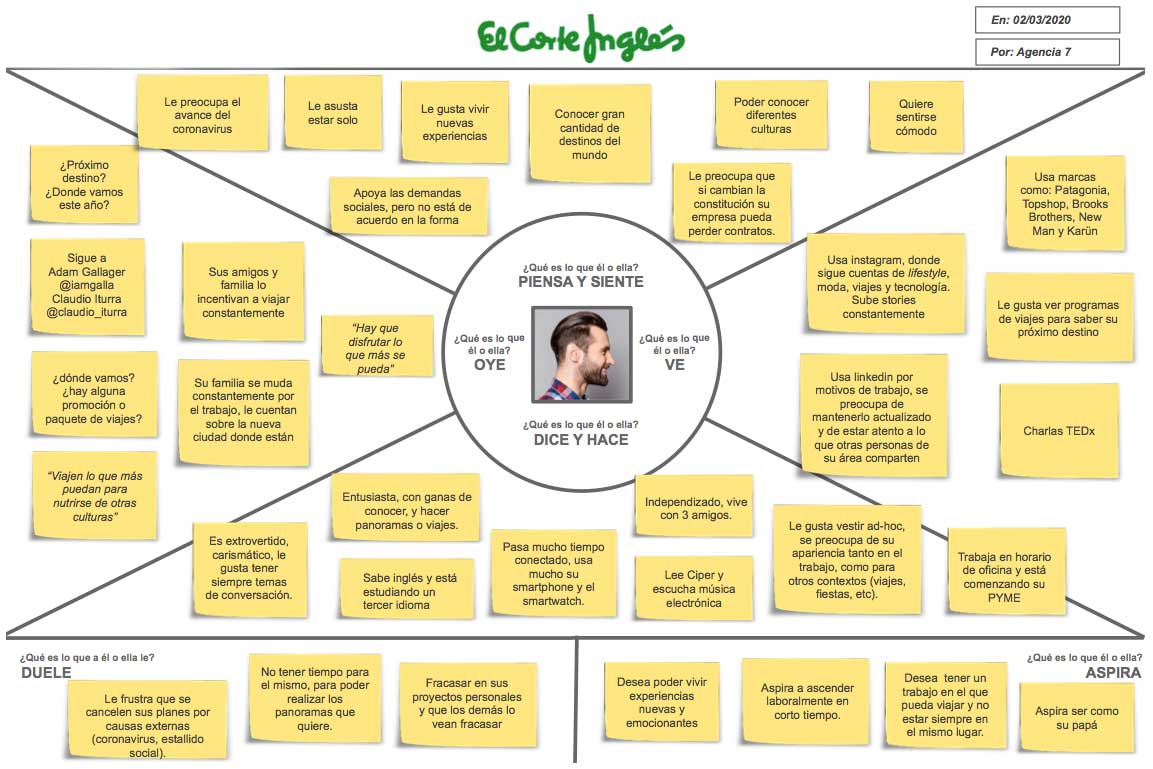 El Corte Inglés
En: 02/03/2020
Por: Agencia 7
Le preocupa el
avance del
coronavirus
Le asusta
estar solo
Le gusta vivir
nuevas
experiencias
Conocer gran
cantidad de
destinos del
mundo
Poder conocer
diferentes
culturas
Quiere
sentirse
cómodo
Apoya las demandas
sociales, pero no está de
acuerdo en la forma
Le preocupa que
si cambian la
constitución su
empresa pueda
perder contratos.
¿Qué es lo que él o ella?
PIENSA Y SIENTE
¿Próximo
destino?
¿Donde vamos
este año?
Sigue a
Adam Gallager
@iamgalla
Claudio Iturra
@claudio_iturra
Sus amigos y
familia lo
incentivan a viajar
constantemente
“Hay que
disfrutar lo
que más se
pueda”
¿dónde vamos?
¿hay alguna
promoción o
paquete de viajes?
Su familia se muda
constantemente por
el trabajo, le cuentan
sobre la nueva
ciudad donde están
“Viajen lo que más
puedan para
nutrirse de otras
culturas”
¿Qué es lo que
él o ella?
OYE
¿Qué es lo que
él o ella?
VE
Usa marcas
como: Patagonia,
Topshop, Brooks
Brothers, New
Man y Karün
Usa instagram, donde
sigue cuentas de lifestyle,
moda, viajes y tecnología.
Sube stories
constantemente
Le gusta ver programas
de viajes para saber su
próximo destino
Usa linkedin por
motivos de trabajo, se
preocupa de
mantenerlo actualizado
y de estar atento a lo
que otras personas de
su área comparten
Charlas TEDx
¿Qué es lo que él o ella?
DICE Y HACE
Entusiasta, con ganas de
conocer, y hacer
panoramas o viajes.
Independizado, vive
con 3 amigos.
Es extrovertido,
carismático, le
gusta tener
siempre temas
de conversación.
Sabe inglés y está
estudiando un
tercer idioma
Pasa mucho tiempo
conectado, usa
mucho su
smartphone y el
smartwatch.
Lee Ciper y
escucha música
electrónica
Le gusta vestir ad-hoc,
se preocupa de su
apariencia tanto en el
trabajo, como para
otros contextos (viajes,
fiestas, etc).
Trabaja en horario
de oficina y está
comenzando su
PYME
¿Qué es lo que a él o ella le?
DUELE
Le frustra que se
cancelen sus planes por
causas externas
(coronavirus, estallido
social).
No tener tiempo para
el mismo, para poder
realizar los
panoramas que
quiere.
Fracasar en sus
proyectos personales
y que los demás lo
vean fracasar
¿Qué es lo que él o ella?
ASPIRA
Desea poder vivir
experiencias
nuevas y
emocionantes
Aspira a ascender
laboralmente en
corto tiempo.
Desea tener un
trabajo en el que
pueda viajar y no
estar siempre en
el mismo lugar.
Aspira ser como
su papá